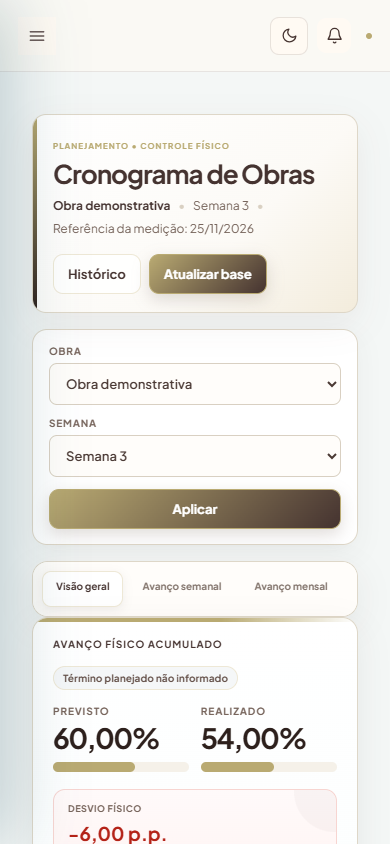 PLANEJAMENTO • CONTROLE FÍSICO
Cronograma de Obras
Obra demonstrativa • Semana 3 •
Referência da medição: 25/11/2026
Histórico Atualizar base
OBRA
Obra demonstrativa
SEMANA
Semana 3
Aplicar
Visão geral Avanço semanal Avanço mensal
AVANÇO FÍSICO ACUMULADO
Término planejado não informado
PREVISTO REALIZADO
60,00% 54,00%
DESVIO FÍSICO
-6,00 p.p.